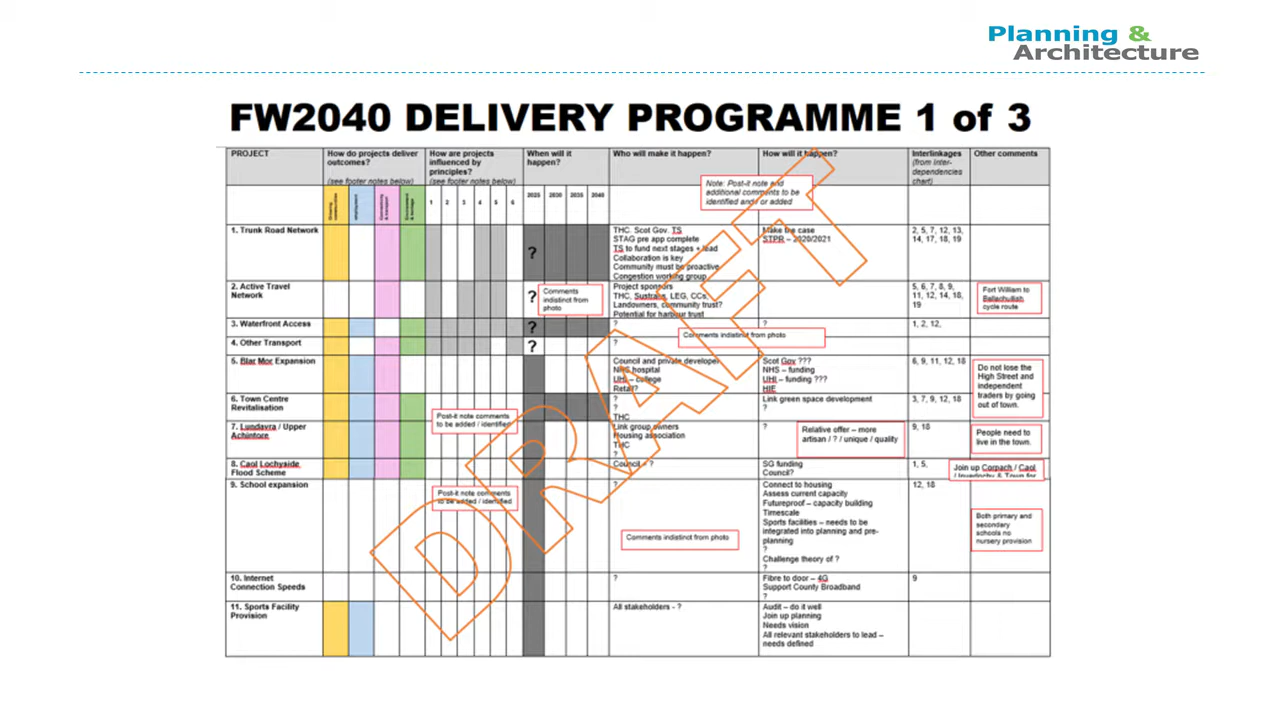 Planning &
Architecture
FW2040 DELIVERY PROGRAMME 1 of 3
PROJECT
How do projects deliver
outcomes?
(see footer notes below)
How are projects
influenced by
principles?
(see footer notes below)
When will it
happen?
Who will make it happen?
How will it happen?
Interlinkages
(from inter-
dependencies
chart)
Other comments
Note: Post-it note and
additional comments to be
identified and/ or added
employment
& transport
1 2 3 4 5 6
2025 2030 2035 2040
1. Trunk Road Network
?
THC. Scot Gov. TS
STAG pre app complete
TS to fund next stages + lead
Collaboration is key
Community must be proactive
Congestion working group
Make the case
STPR – 2020/2021
2, 5, 7, 12, 13,
14, 17, 18, 19
2. Active Travel
Network
?
Comments
indistinct from
photo
Project sponsors
THC, Sustrans, LEG, CCs,
Landowners, community trust?
Potential for harbour trust
5, 6, 7, 8, 9,
11, 12, 14, 18,
19
Fort William to
Ballachulish
cycle route
3. Waterfront Access
?
?
?
1, 2, 12,
Comments indistinct from photo
4. Other Transport
?
?
5. Blar Mor Expansion
Council and private developer
NHS hospital
UHI – college
Retail?
Scot Gov ???
NHS – funding
UHI – funding ???
HIE
6, 9, 11, 12, 18
Do not lose the
High Street and
independent
traders by going
out of town.
6. Town Centre
Revitalisation
?
?
THC
Link green space development
?
3, 7, 9, 12, 18
Post-it note comments
to be added / identified
7. Lundavra / Upper
Achintore
Link group owners
Housing association
THC
?
?
Relative offer – more
artisan / ? / unique / quality
9, 18
People need to
live in the town.
8. Caol Lochyside
Flood Scheme
Council – ?
SG funding
Council?
1, 5,
Join up Corpach / Caol
/ Inverlochy & Town for
9. School expansion
Post-it note comments
to be added / identified
?
Comments indistinct from photo
Connect to housing
Assess current capacity
Futureproof – capacity building
Timescale
Sports facilities – needs to be
integrated into planning and pre-
planning
?
Challenge theory of ?
?
12, 18
Both primary and
secondary
schools no
nursery provision
10. Internet
Connection Speeds
?
Fibre to door – 4G
Support County Broadband
?
9
11. Sports Facility
Provision
All stakeholders - ?
Audit – do it well
Join up planning
Needs vision
All relevant stakeholders to lead –
needs defined
DRAFT